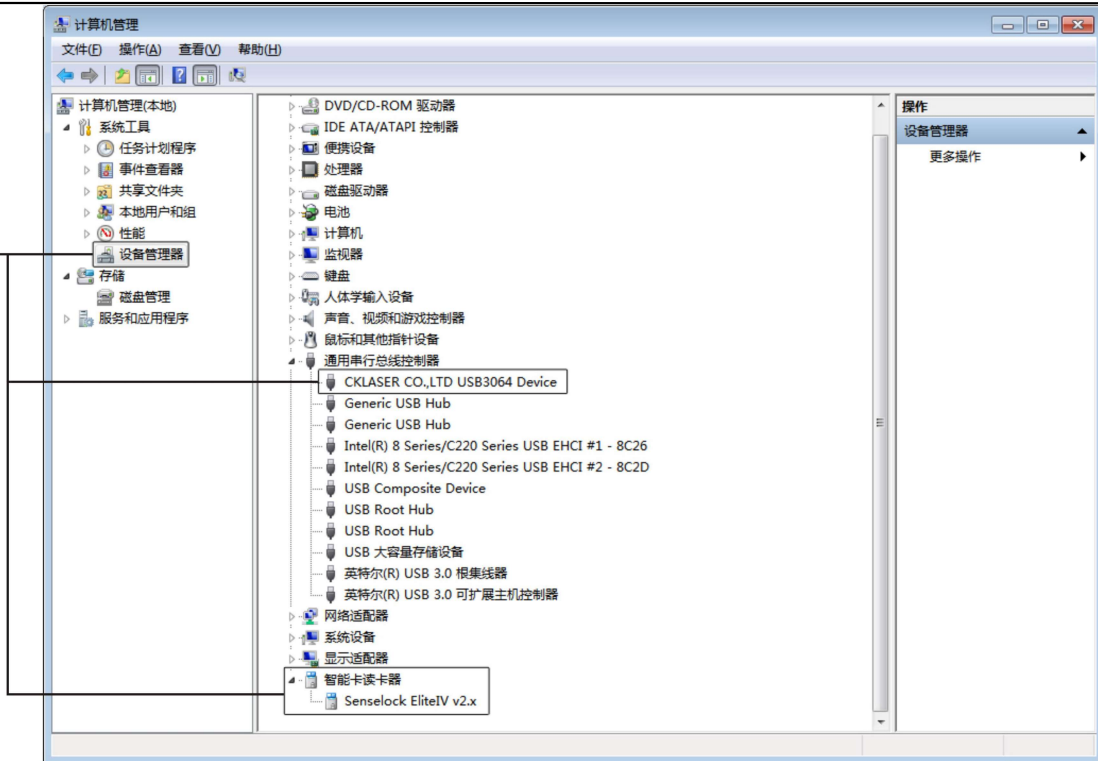 计算机管理
文件(F) 操作(A) 查看(V) 帮助(H)
计算机管理(本地)
系统工具
任务计划程序
事件查看器
共享文件夹
本地用户和组
性能
设备管理器
存储
磁盘管理
服务和应用程序
DVD/CD-ROM 驱动器
IDE ATA/ATAPI 控制器
便携设备
处理器
磁盘驱动器
电池
计算机
监视器
键盘
人体学输入设备
声音、视频和游戏控制器
鼠标和其他指针设备
通用串行总线控制器
CKLASER CO.,LTD USB3064 Device
Generic USB Hub
Generic USB Hub
Intel(R) 8 Series/C220 Series USB EHCI #1 - 8C26
Intel(R) 8 Series/C220 Series USB EHCI #2 - 8C2D
USB Composite Device
USB Root Hub
USB Root Hub
USB 大容量存储设备
英特尔(R) USB 3.0 根集线器
英特尔(R) USB 3.0 可扩展主机控制器
网络适配器
系统设备
显示适配器
智能卡读卡器
Senselock EliteIV v2.x
操作
设备管理器
更多操作